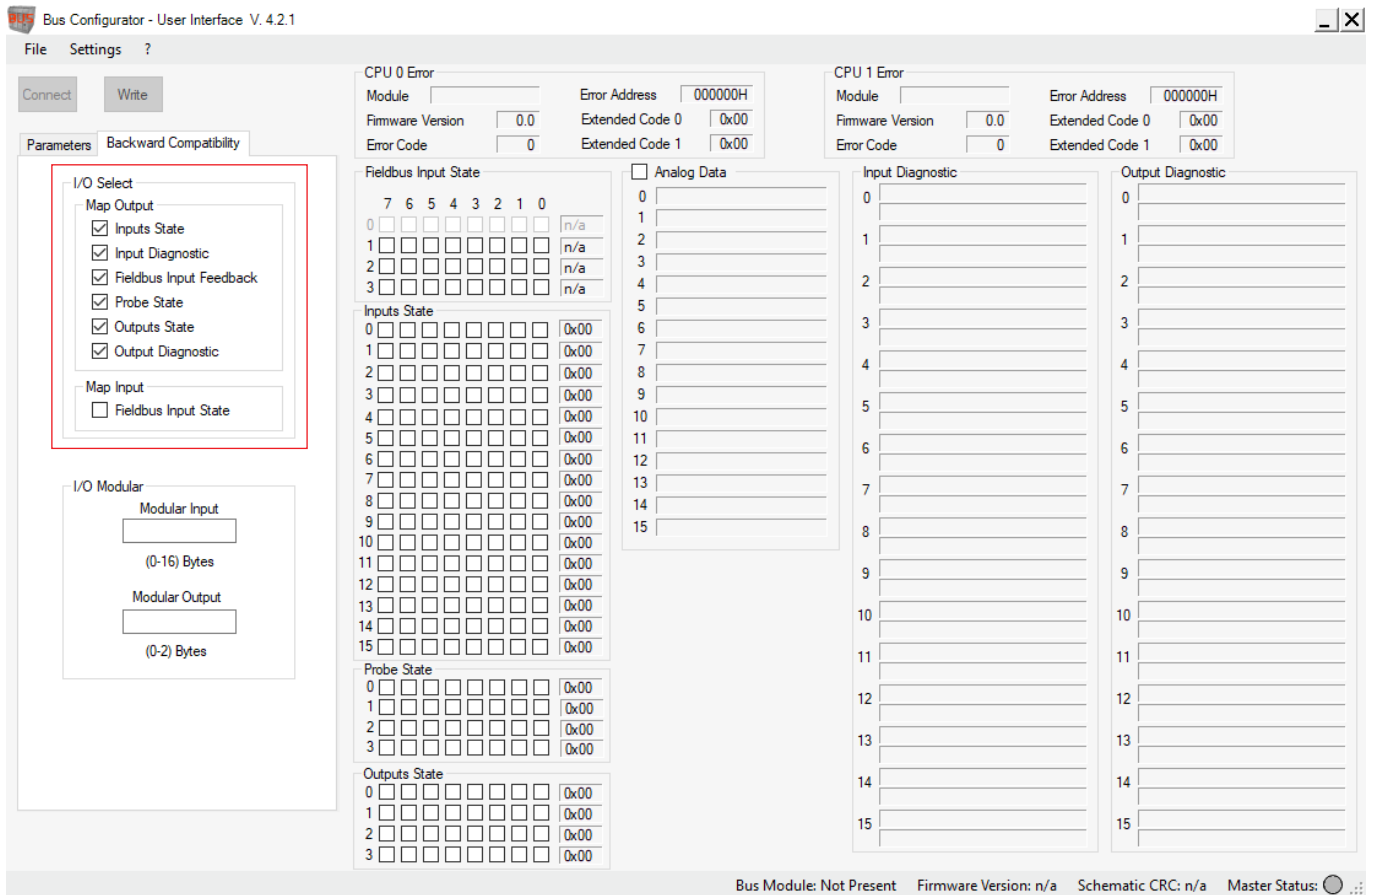 BUS Bus Configurator - User Interface V. 4.2.1
File Settings ?
Connect Write
Parameters Backward Compatibility
I/O Select
Map Output
Inputs State
Input Diagnostic
Fieldbus Input Feedback
Probe State
Outputs State
Output Diagnostic
Map Input
Fieldbus Input State
I/O Modular
Modular Input
(0-16) Bytes
Modular Output
(0-2) Bytes
CPU 0 Error
Module Error Address 000000H
Firmware Version 0.0 Extended Code 0 0x00
Error Code 0 Extended Code 1 0x00
CPU 1 Error
Module Error Address 000000H
Firmware Version 0.0 Extended Code 0 0x00
Error Code 0 Extended Code 1 0x00
Fieldbus Input State
7 6 5 4 3 2 1 0
0 n/a
1 n/a
2 n/a
3 n/a
Inputs State
0 0x00
1 0x00
2 0x00
3 0x00
4 0x00
5 0x00
6 0x00
7 0x00
8 0x00
9 0x00
10 0x00
11 0x00
12 0x00
13 0x00
14 0x00
15 0x00
Probe State
0 0x00
1 0x00
2 0x00
3 0x00
Outputs State
0 0x00
1 0x00
2 0x00
3 0x00
Analog Data
0
1
2
3
4
5
6
7
8
9
10
11
12
13
14
15
Input Diagnostic
0
1
2
3
4
5
6
7
8
9
10
11
12
13
14
15
Output Diagnostic
0
1
2
3
4
5
6
7
8
9
10
11
12
13
14
15
Bus Module: Not Present Firmware Version: n/a Schematic CRC: n/a Master Status: